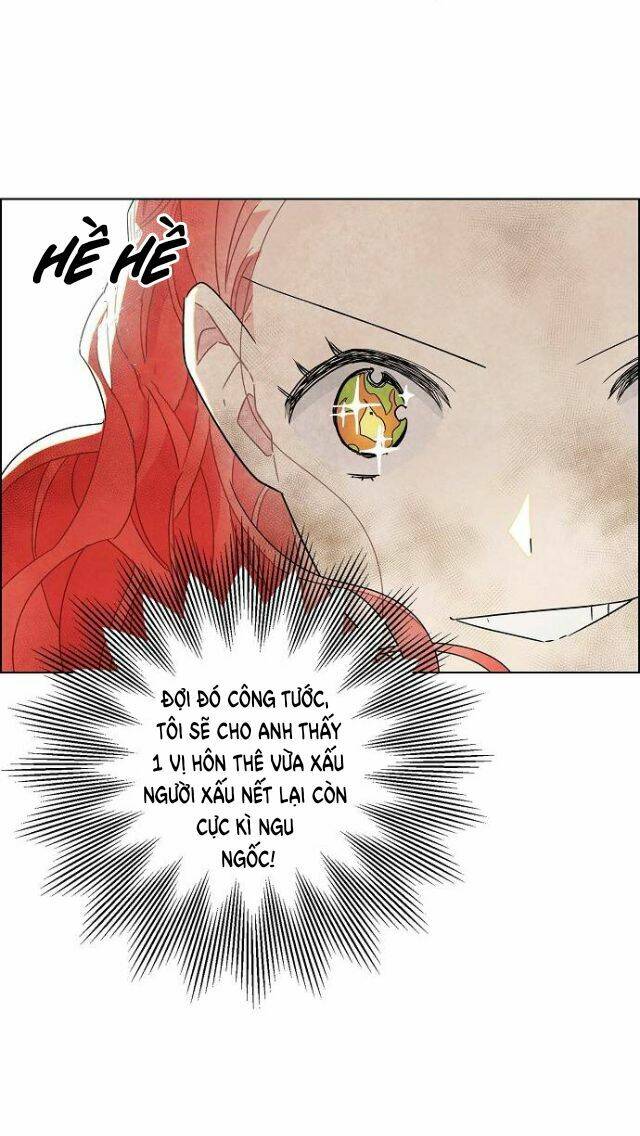 HỀ HỀ
ĐỢI ĐÓ CÔNG TƯỚC,
TÔI SẼ CHO ANH THẤY
1 VỊ HÔN THÊ VỪA XẤU
NGƯỜI XẤU NẾT LẠI CÒN
CỰC KÌ NGU
NGỐC!